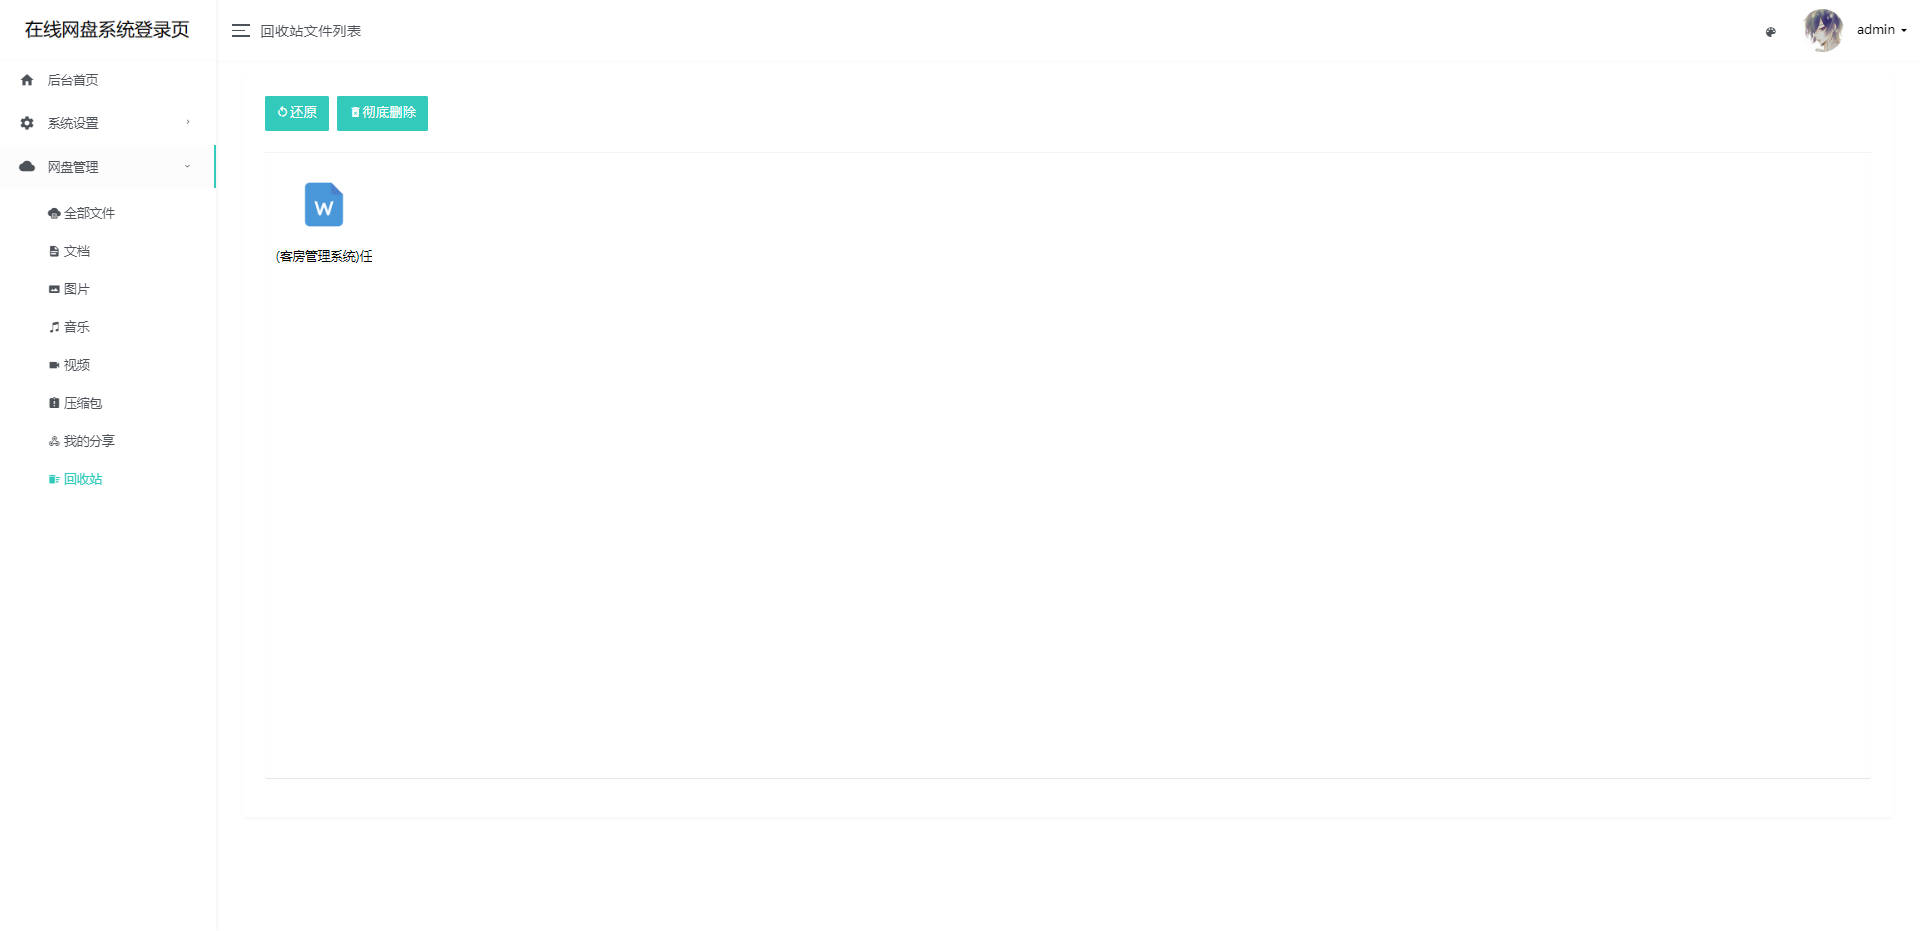 在线网盘系统登录页
回收站文件列表
admin
后台首页
系统设置
网盘管理
全部文件
文档
图片
音乐
视频
压缩包
我的分享
回收站
还原
彻底删除
W
(客房管理系统)任